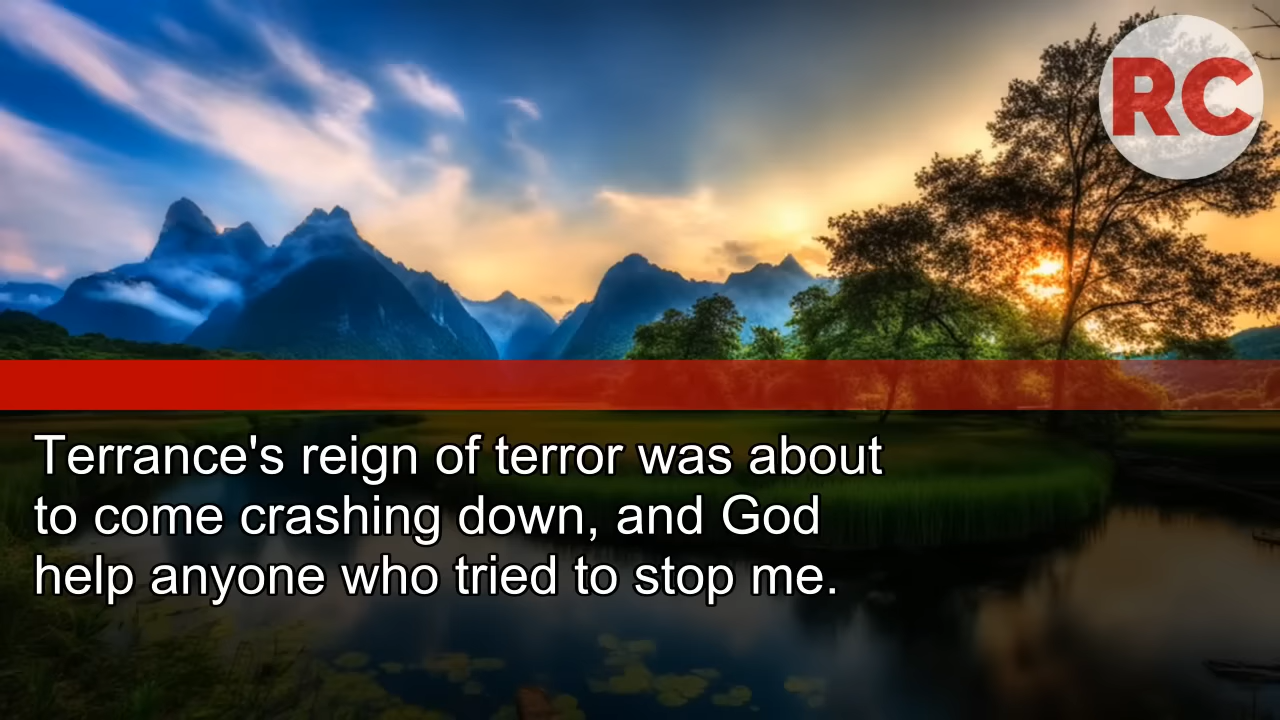 RC
Terrance's reign of terror was about
to come crashing down, and God
help anyone who tried to stop me.